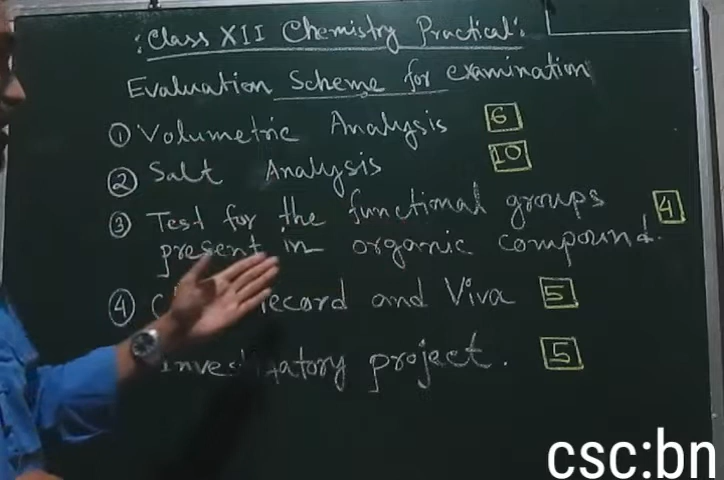 : Class XII Chemistry Practical :
Evaluation Scheme for examination
① Volumetric Analysis 6
② Salt Analysis 10
③ Test for the functional groups 4
present in organic compound.
④ record and Viva 5
Investigatory project. 5
csc:bn